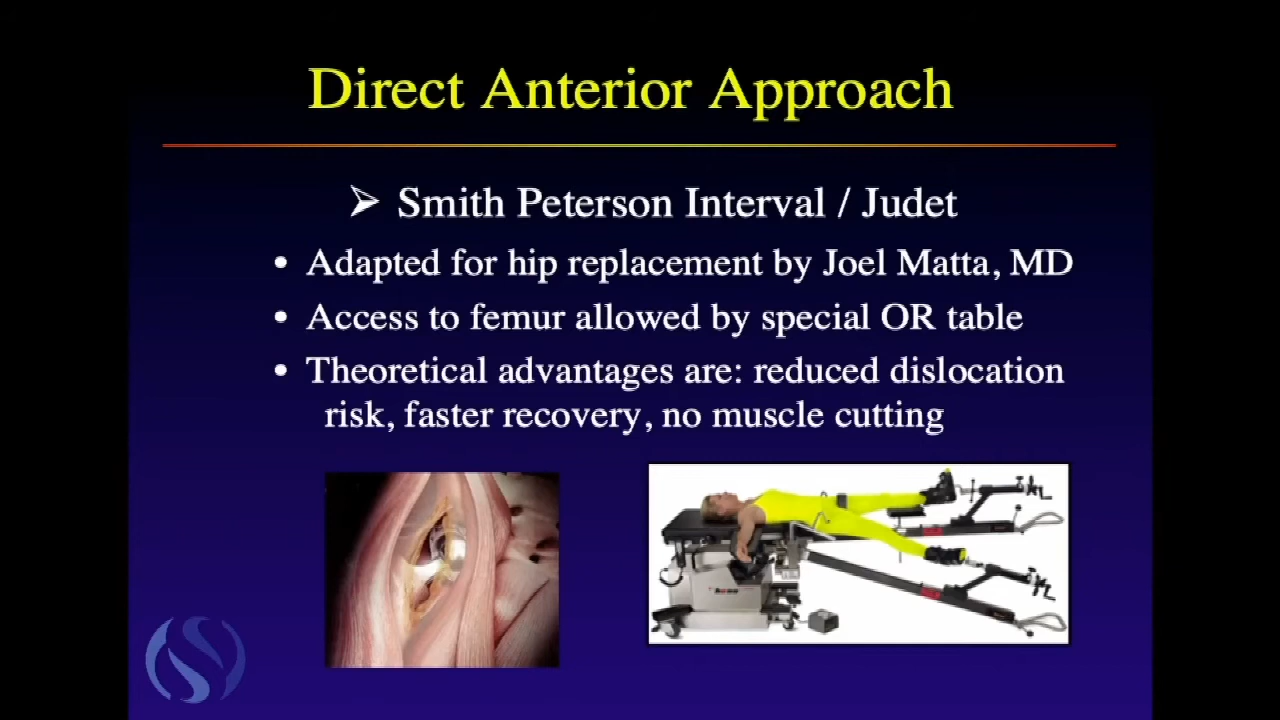 Direct Anterior Approach
➢ Smith Peterson Interval / Judet
• Adapted for hip replacement by Joel Matta, MD
• Access to femur allowed by special OR table
• Theoretical advantages are: reduced dislocation
risk, faster recovery, no muscle cutting